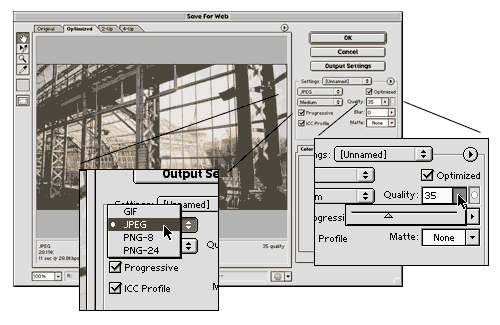 Save For Web
Original Optimized 2-Up 4-Up
OK
Cancel
Output Settings
Settings: [Unnamed]
JPEG Optimized
Medium Quality: 35
Progressive Blur: 0
ICC Profile Matte: None
Color
ngs: [Unnamed]
Optimized
m Quality: 35
gressi
Profile Matte: None
Output Se
Settings: [Unnamed]
GIF
JPEG
PNG-8
PNG-24
Qu
Progressive
ICC Profile M
JPEG
28.19K
11 sec @ 28.8Kbps
35 quality
100% R: